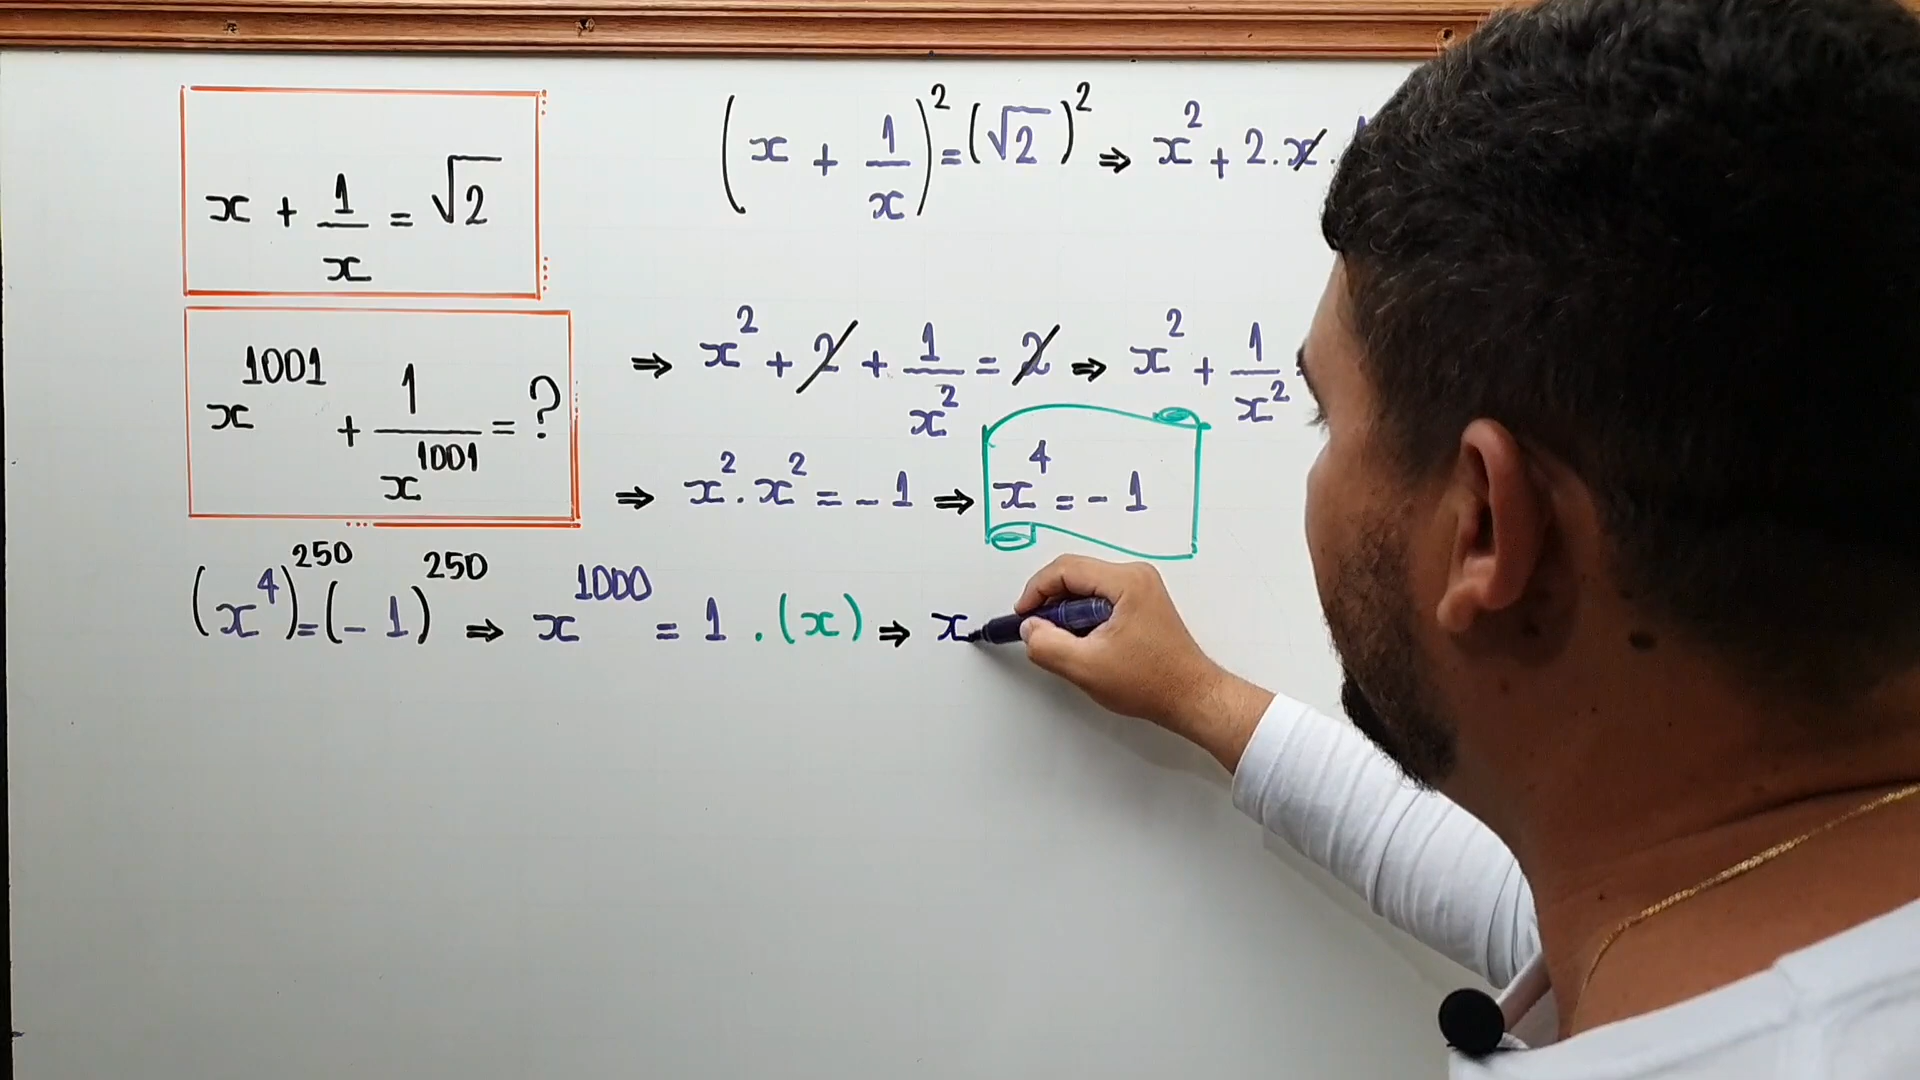 x + 1/x = √2
(x + 1/x)² = (√2)² ⇒ x² + 2 . x .
x¹⁰⁰¹ + 1/x¹⁰⁰¹ = ?
⇒ x² + 2 + 1/x² = 2 ⇒ x² + 1/x²
⇒ x² . x² = - 1 ⇒ x⁴ = - 1
(x⁴)²⁵⁰ = (- 1)²⁵⁰ ⇒ x¹⁰⁰⁰ = 1 . (x) ⇒ x